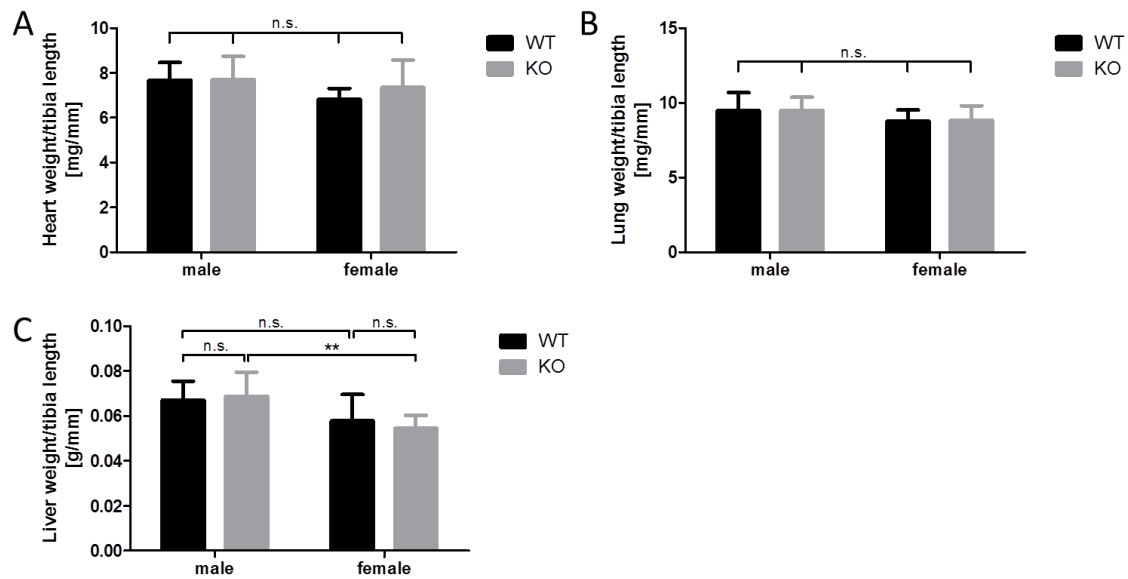 A
Heart weight/tibia length
[mg/mm]
10
8
6
4
2
0
n.s.
male
female
WT
KO
B
Lung weight/tibia length
[mg/mm]
15
10
5
0
n.s.
male
female
WT
KO
C
Liver weight/tibia length
[g/mm]
0.10
0.08
0.06
0.04
0.02
0.00
n.s.
n.s.
n.s.
**
male
female
WT
KO